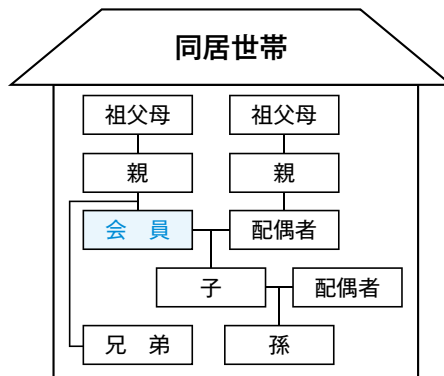 同居世帯
祖父母 祖父母
親 親
会　員 配偶者
子 配偶者
兄　弟 孫